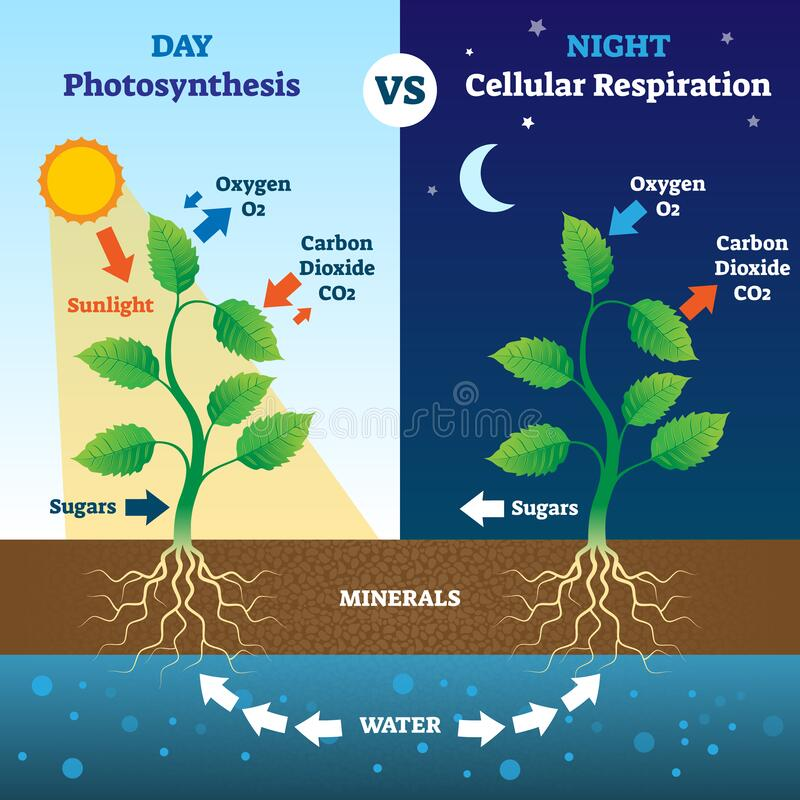 DAY
Photosynthesis
VS
NIGHT
Cellular Respiration
Oxygen
O2
Carbon
Dioxide
CO2
Sunlight
Sugars
Oxygen
O2
Carbon
Dioxide
CO2
Sugars
MINERALS
WATER
dreamstime